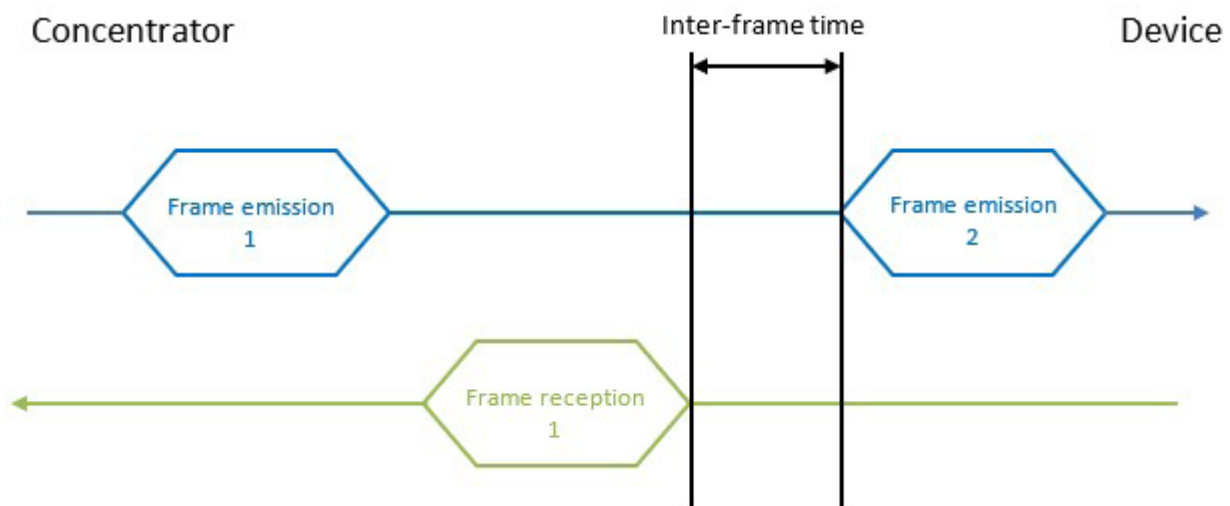 Concentrator
Inter-frame time
Device
Frame emission
1
Frame emission
2
Frame reception
1